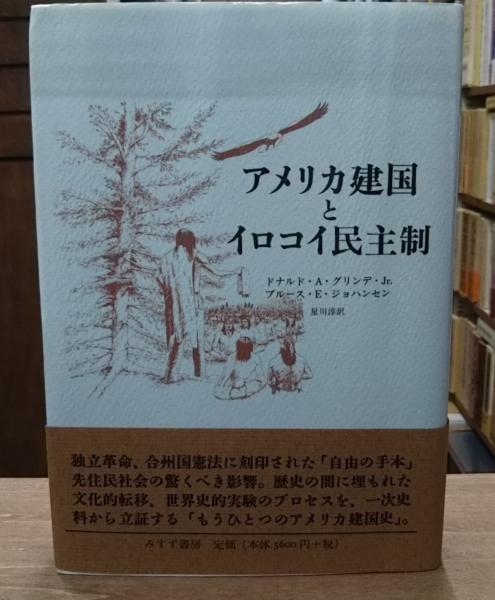 アメリカ建国
と
イロコイ民主制
ドナルド・A・グリンデ・Jr.
ブルース・E・ジョハンセン
星川淳訳
独立革命、合州国憲法に刻印された「自由の手本」
先住民社会の驚くべき影響。歴史の闇に埋もれた
文化的転移、世界史的実験のプロセスを、一次史
料から立証する「もうひとつのアメリカ建国史」。
みすず書房 定価（本体 5600円＋税）